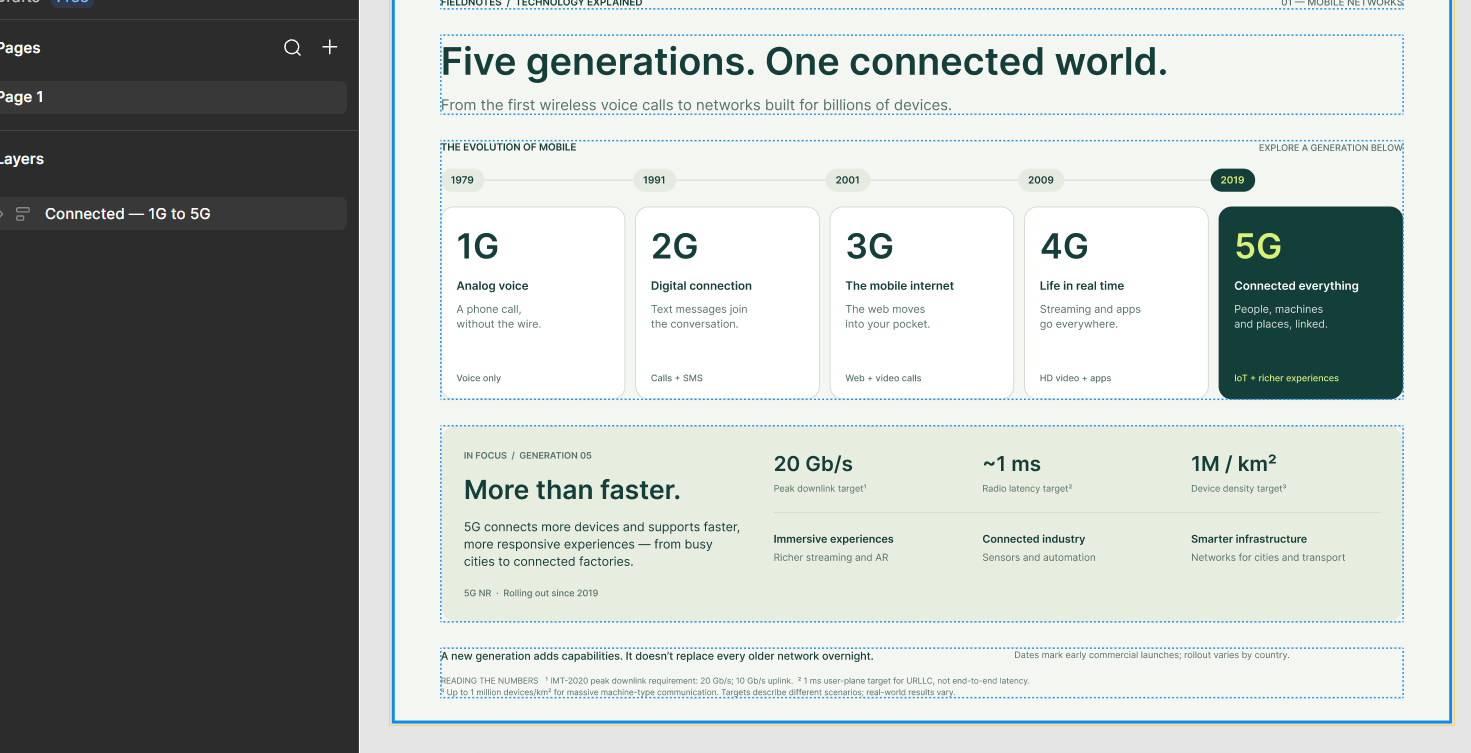 Drafts Free
Pages
Page 1
Layers
Connected — 1G to 5G
FIELDNOTES / TECHNOLOGY EXPLAINED
01 — MOBILE NETWORKS
Five generations. One connected world.
From the first wireless voice calls to networks built for billions of devices.
THE EVOLUTION OF MOBILE
EXPLORE A GENERATION BELOW
1979
1991
2001
2009
2019
1G
Analog voice
A phone call,
without the wire.
Voice only
2G
Digital connection
Text messages join
the conversation.
Calls + SMS
3G
The mobile internet
The web moves
into your pocket.
Web + video calls
4G
Life in real time
Streaming and apps
go everywhere.
HD video + apps
5G
Connected everything
People, machines
and places, linked.
IoT + richer experiences
IN FOCUS / GENERATION 05
More than faster.
5G connects more devices and supports faster,
more responsive experiences — from busy
cities to connected factories.
5G NR · Rolling out since 2019
20 Gb/s
Peak downlink target¹
~1 ms
Radio latency target²
1M / km²
Device density target³
Immersive experiences
Richer streaming and AR
Connected industry
Sensors and automation
Smarter infrastructure
Networks for cities and transport
A new generation adds capabilities. It doesn’t replace every older network overnight.
Dates mark early commercial launches; rollout varies by country.
READING THE NUMBERS ¹ IMT-2020 peak downlink requirement: 20 Gb/s; 10 Gb/s uplink. ² 1 ms user-plane target for URLLC, not end-to-end latency.
³ Up to 1 million devices/km² for massive machine-type communication. Targets describe different scenarios; real-world results vary.